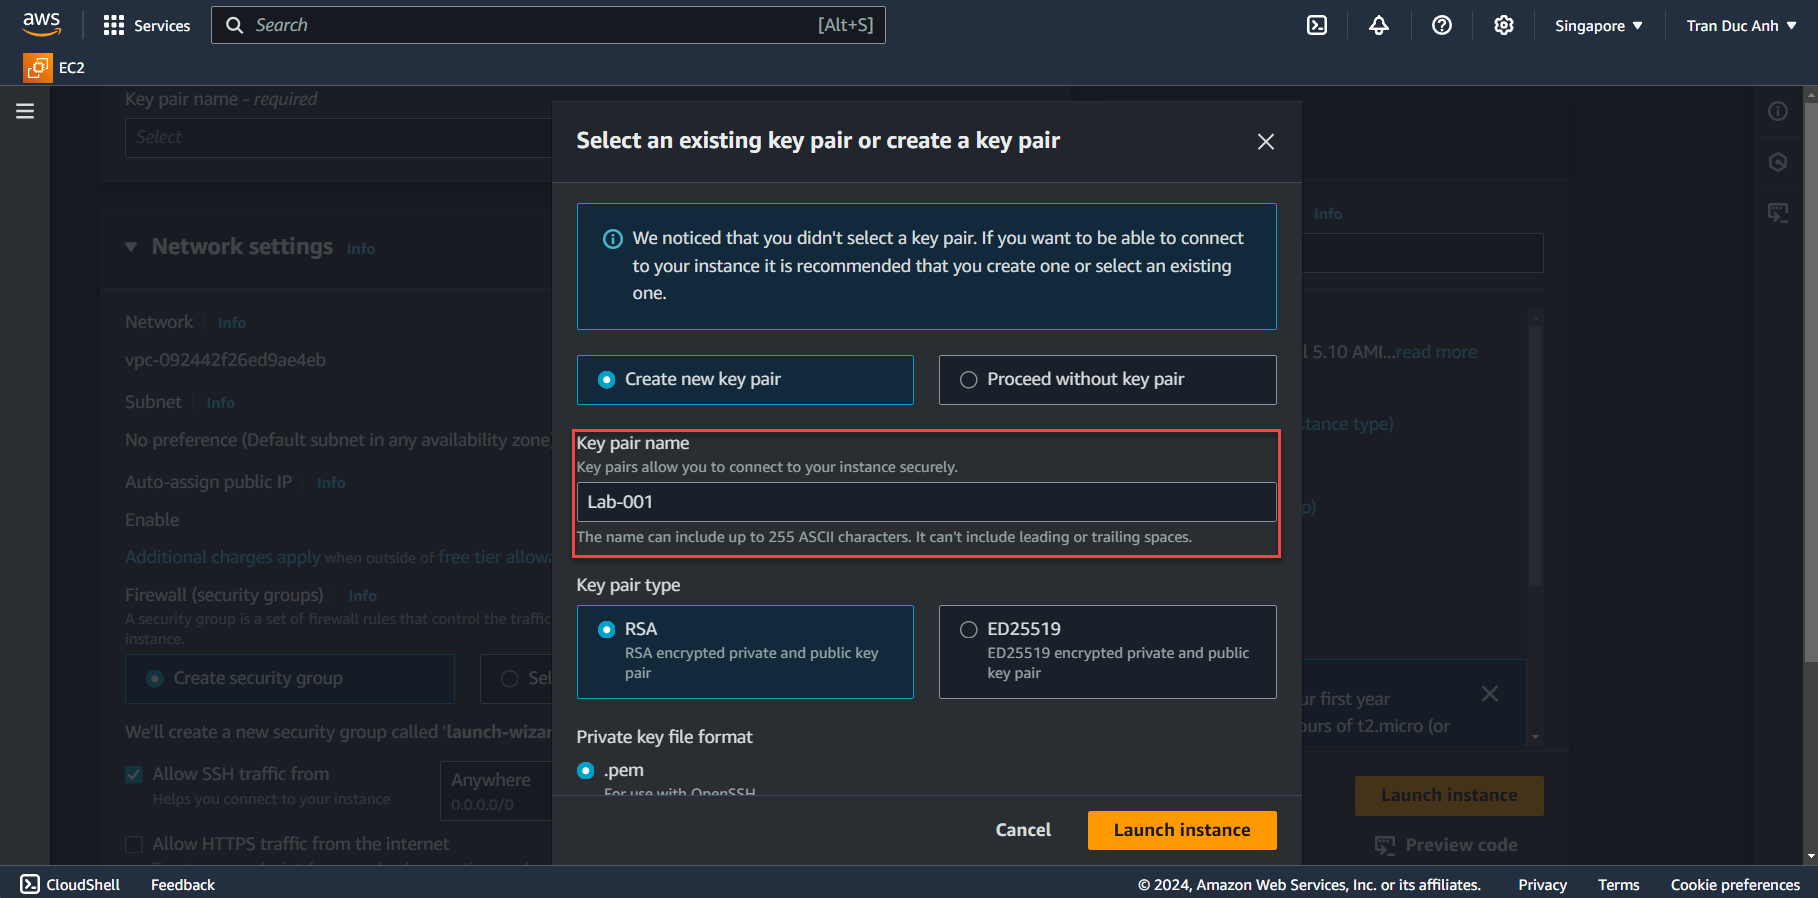 aws
Services
Search
[Alt+S]
Singapore
Tran Duc Anh
EC2
Key pair name - required
Select
Network settings Info
Network Info
vpc-092442f26ed9ae4eb
Subnet Info
No preference (Default subnet in any availability zone)
Auto-assign public IP Info
Enable
Additional charges apply when outside of free tier allowa
Firewall (security groups) Info
A security group is a set of firewall rules that control the traffic
instance.
Create security group
Sel
We'll create a new security group called 'launch-wizar
Allow SSH traffic from
Helps you connect to your instance
Anywhere
0.0.0.0/0
Allow HTTPS traffic from the internet
Select an existing key pair or create a key pair
We noticed that you didn't select a key pair. If you want to be able to connect
to your instance it is recommended that you create one or select an existing
one.
Create new key pair
Proceed without key pair
Key pair name
Key pairs allow you to connect to your instance securely.
Lab-001
The name can include up to 255 ASCII characters. It can't include leading or trailing spaces.
Key pair type
RSA
RSA encrypted private and public key
pair
ED25519
ED25519 encrypted private and public
key pair
Private key file format
.pem
For use with OpenSSH
Cancel
Launch instance
Info
l 5.10 AMI...read more
stance type)
p)
ur first year
ours of t2.micro (or
Launch instance
Preview code
CloudShell
Feedback
© 2024, Amazon Web Services, Inc. or its affiliates.
Privacy
Terms
Cookie preferences